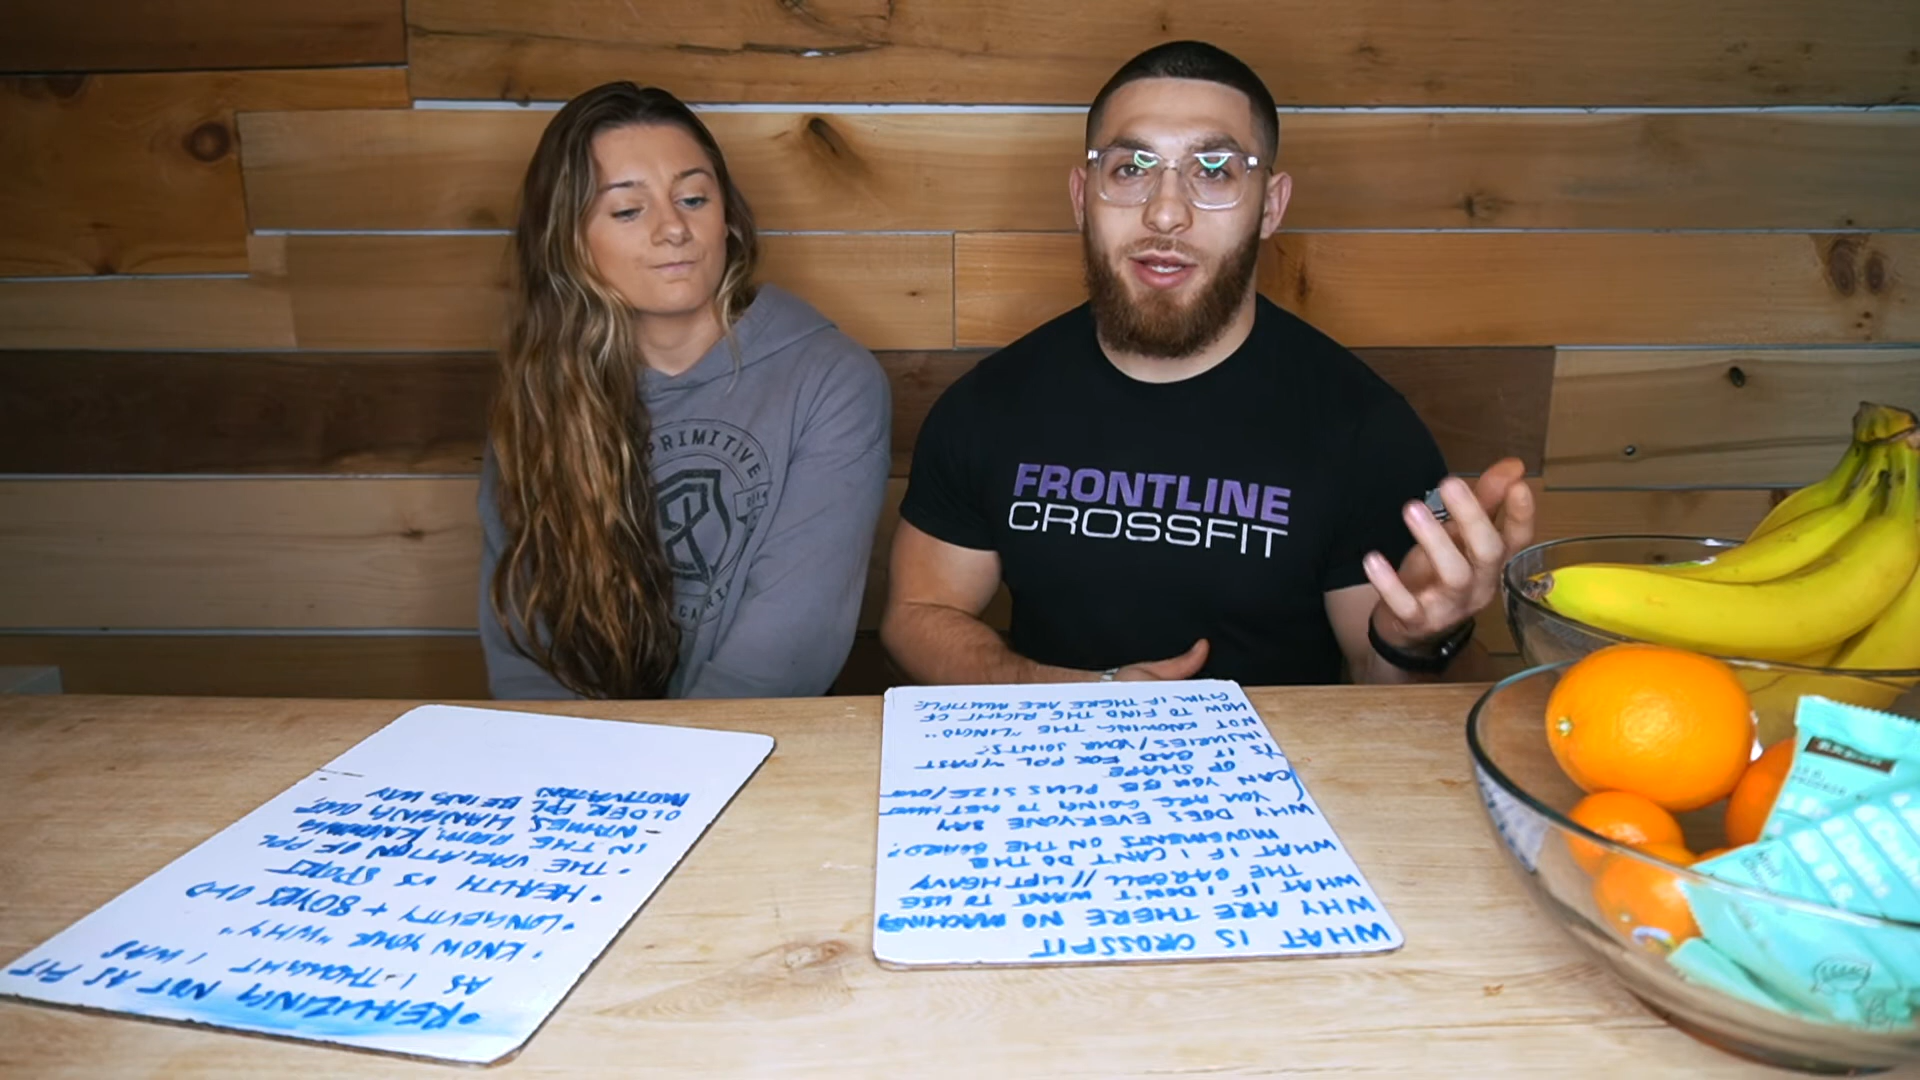 PRIMITIVE
FRONTLINE
CROSSFIT
• REALIZING NOT AS FIT
AS I THOUGHT I WAS
• KNOW YOUR "WHY"
• LONGEVITY + 80 YRS OLD
• HEALTH VS SPORT
• THE VARIATION OF PPL
IN THE ROOM, KNOWING
- NAMES, HANGING OUT,
OLDER PPL BEING
MOTIVATION
WHAT IS CROSSFIT
WHY ARE THERE NO MACHINES
WHAT IF I DON'T WANT TO USE
THE BARBELL // LIFT HEAVY
WHAT IF I CAN'T DO THE
MOVEMENTS ON THE BOARD?
WHY DOES EVERYONE SAY
YOU ARE GOING TO GET HURT
CAN YOU BE PLUS SIZE/OUT
OF SHAPE
IS IT BAD FOR PPL W/PAST
INJURIES/YOUR JOINTS?
NOT KNOWING THE "LINGO"
HOW TO FIND THE RIGHT CF
GYM IF THERE ARE MULTIPLE